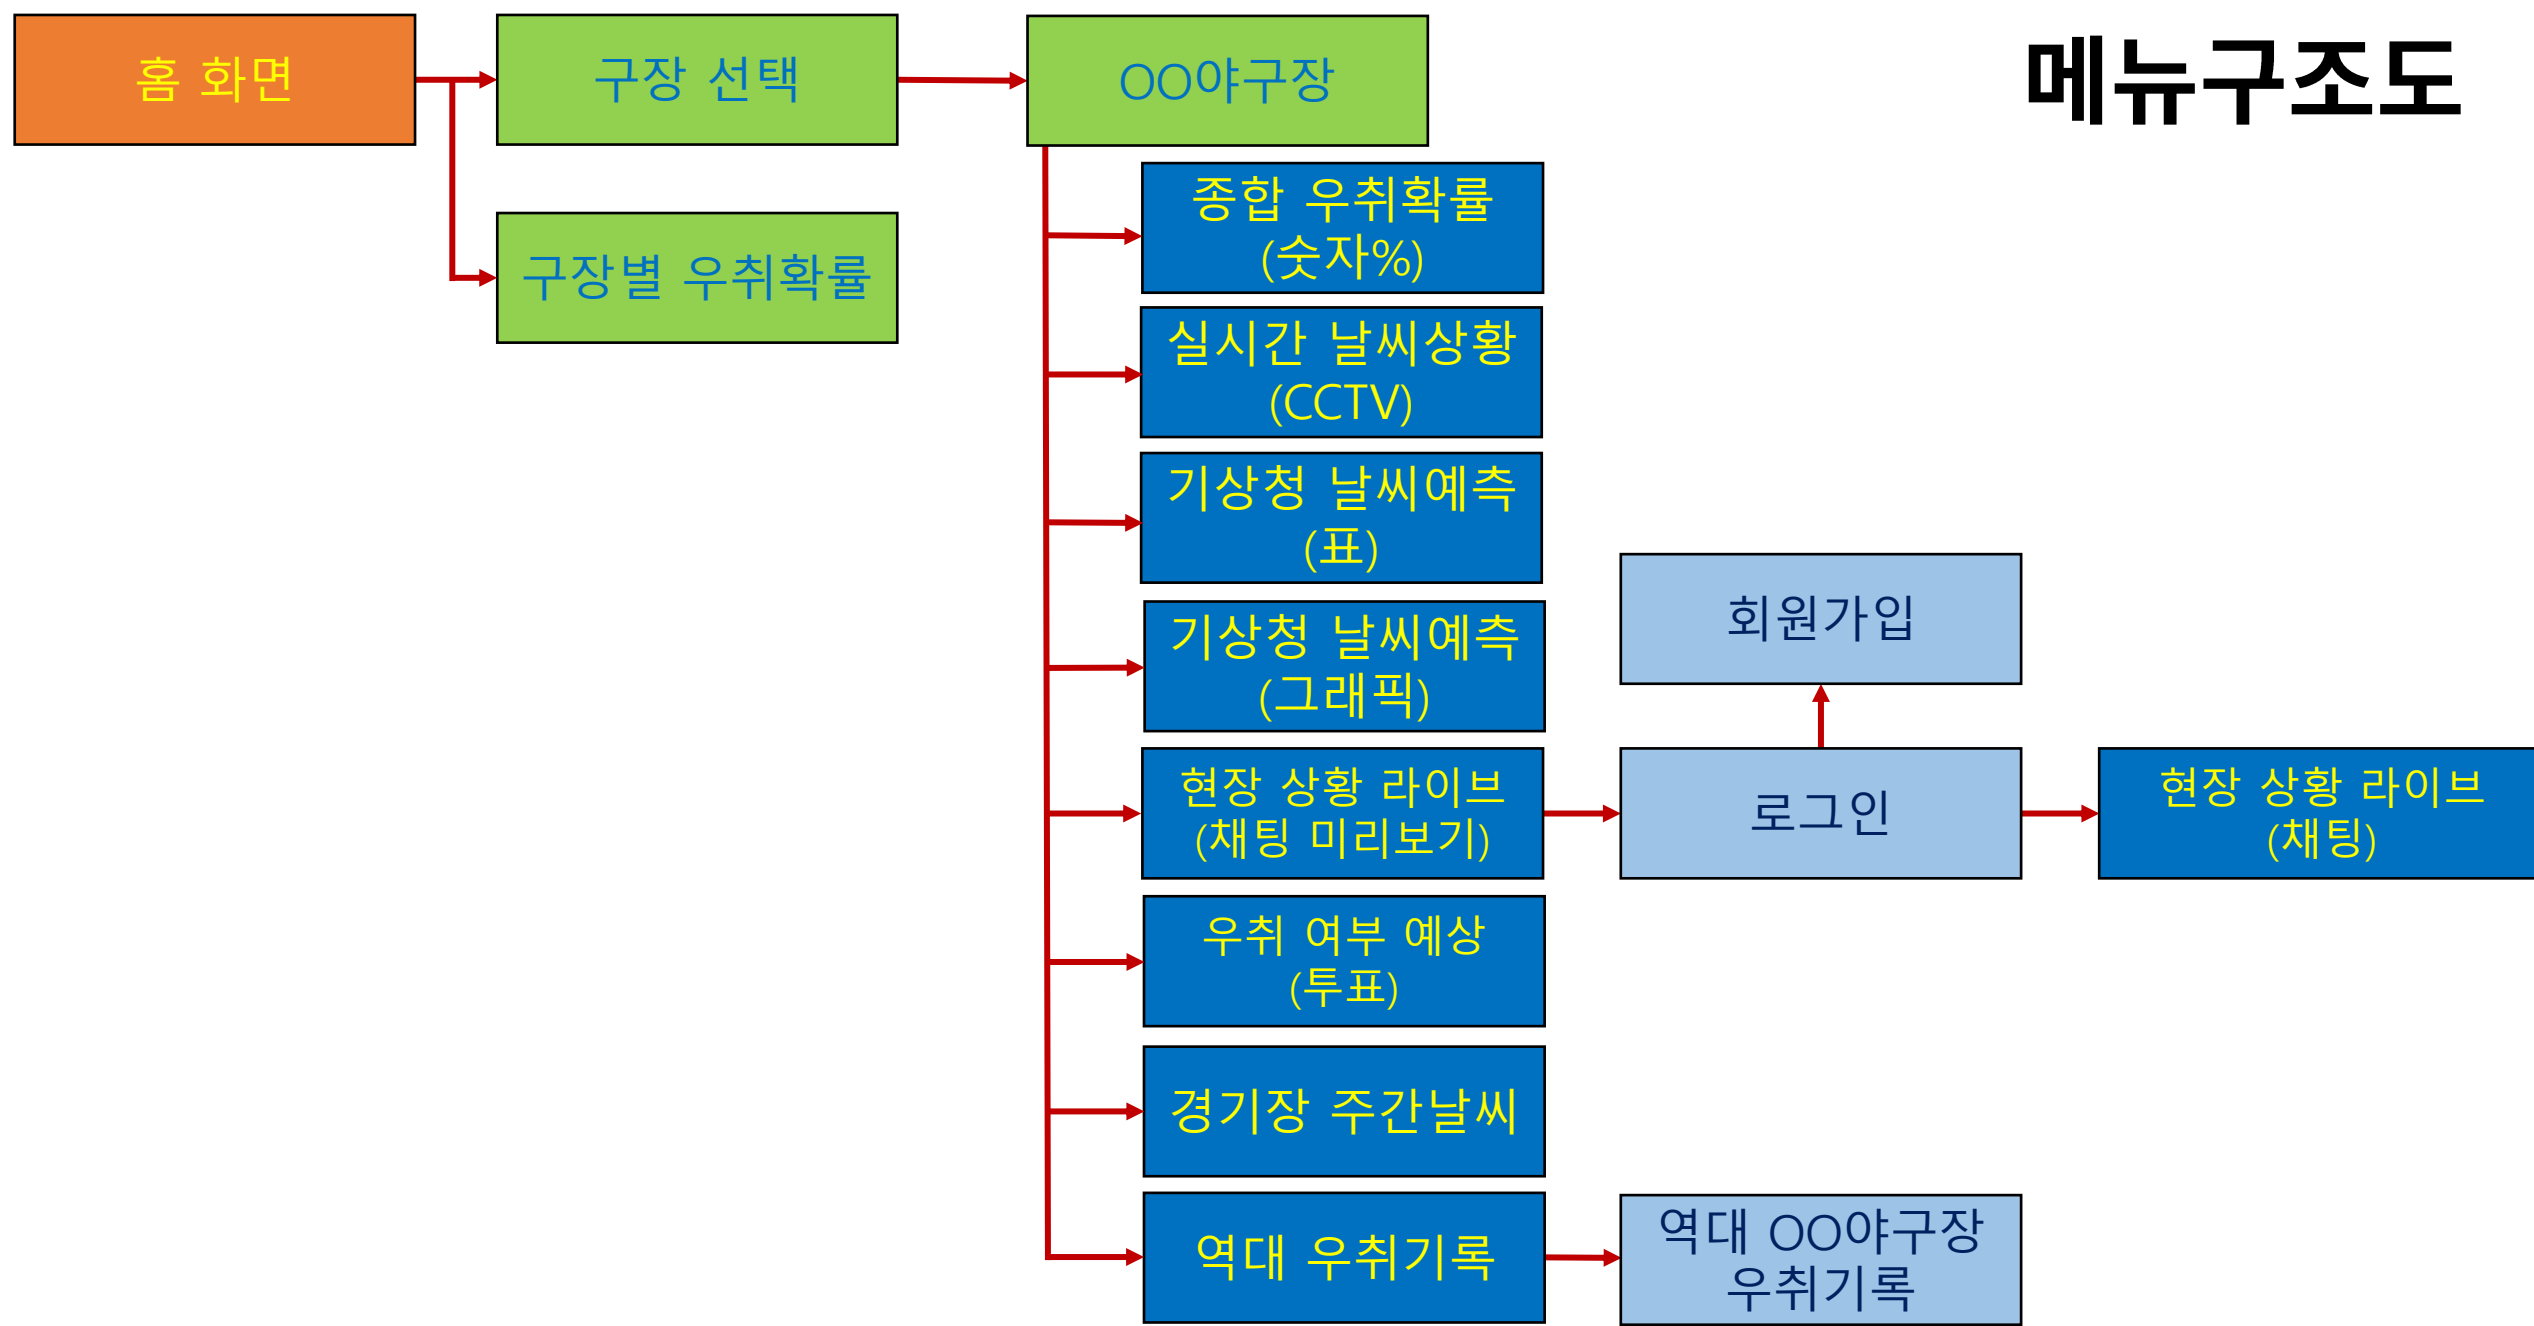 홈 화면
구장 선택
OO야구장
메뉴구조도
구장별 우취확률
종합 우취확률
(숫자%)
실시간 날씨상황
(CCTV)
기상청 날씨예측
(표)
기상청 날씨예측
(그래픽)
회원가입
현장 상황 라이브
(채팅 미리보기)
로그인
현장 상황 라이브
(채팅)
우취 여부 예상
(투표)
경기장 주간날씨
역대 우취기록
역대 OO야구장
우취기록